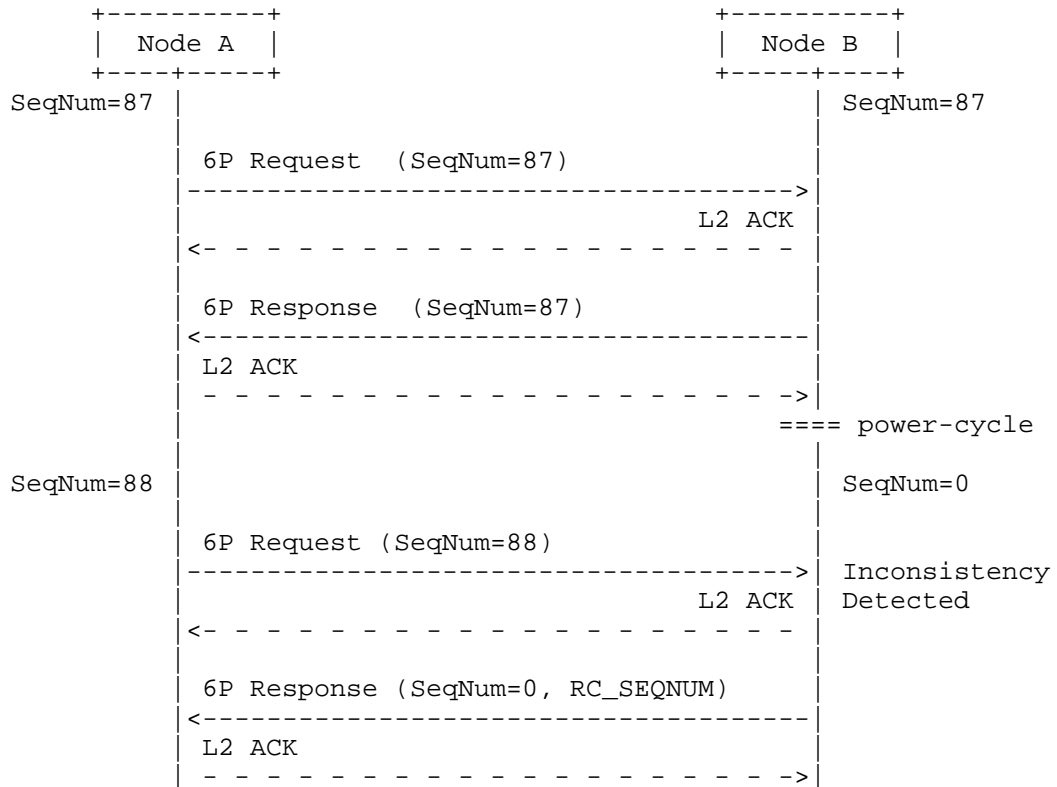 Node A Node B
SeqNum=87 SeqNum=87
6P Request (SeqNum=87)
L2 ACK
6P Response (SeqNum=87)
L2 ACK
==== power-cycle
SeqNum=88 SeqNum=0
6P Request (SeqNum=88)
Inconsistency
L2 ACK Detected
6P Response (SeqNum=0, RC_SEQNUM)
L2 ACK